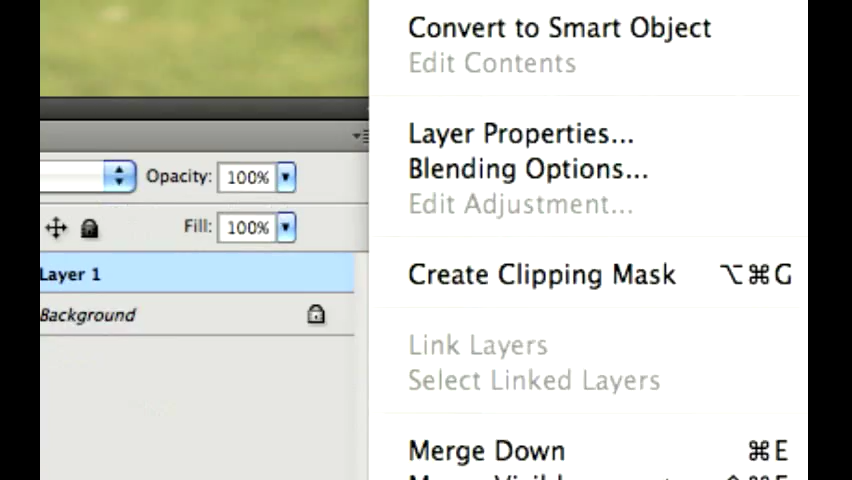 Convert to Smart Object
Edit Contents
Layer Properties...
Opacity: 100%
Blending Options...
Edit Adjustment...
Fill: 100%
Layer 1
Create Clipping Mask ⌥⌘G
Background
Link Layers
Select Linked Layers
Merge Down ⌘E